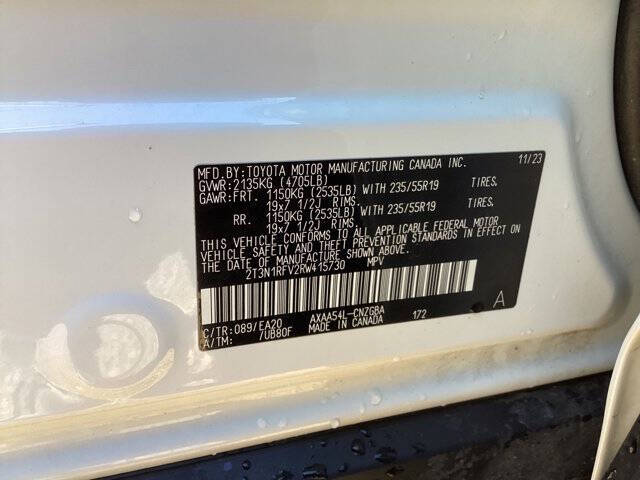 MFD. BY: TOYOTA MOTOR MANUFACTURING CANADA INC. 11/23
GVWR: 2135KG (4705LB)
GAWR: FRT. 1150KG (2535LB) WITH 235/55R19 TIRES.
19x7 1/2J RIMS.
RR. 1150KG (2535LB) WITH 235/55R19 TIRES.
19x7 1/2J RIMS.
THIS VEHICLE CONFORMS TO ALL APPLICABLE FEDERAL MOTOR
VEHICLE SAFETY AND THEFT PREVENTION STANDARDS IN EFFECT ON
THE DATE OF MANUFACTURE SHOWN ABOVE.
2T3N1RFV2RW415730 MPV
C/TR: 089/EA20 AXAA54L-CNZGBA A
A/TM: /UB80F MADE IN CANADA 172